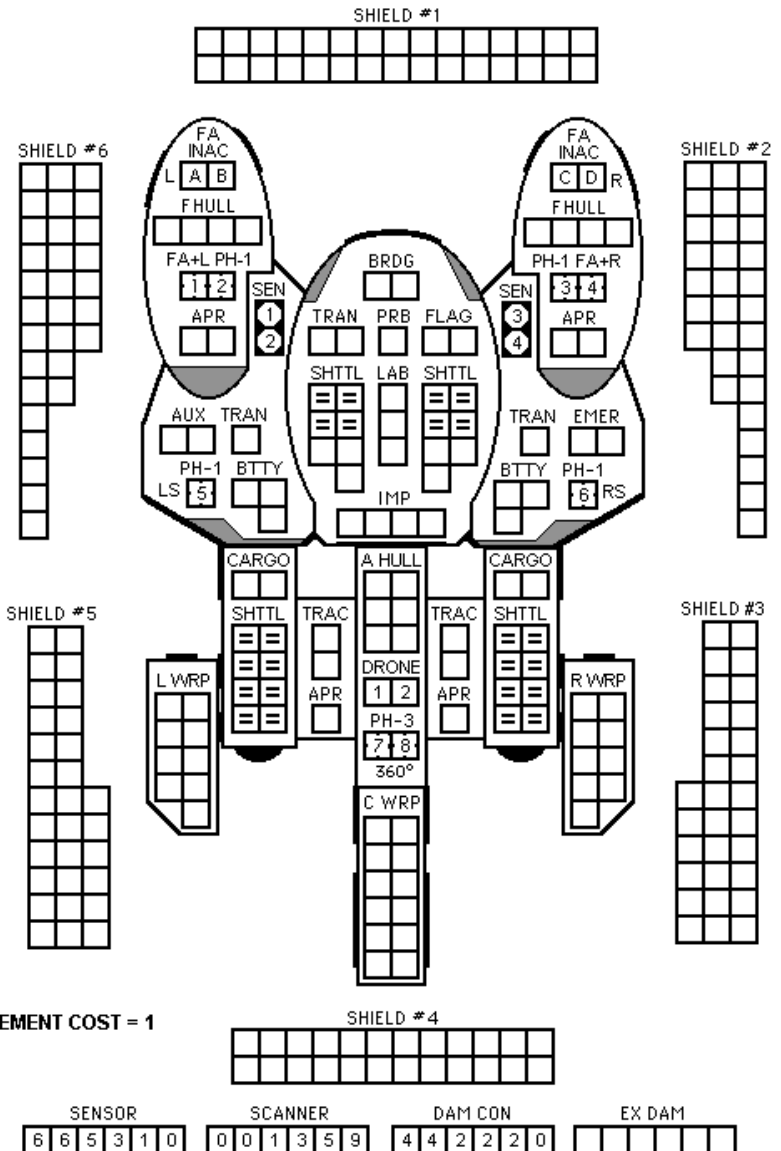 SHIELD #1
SHIELD #6
SHIELD #2
FA
INAC
L A B
FHULL
FA+L PH-1
1 2
APR
SEN
1
2
FA
INAC
C D R
FHULL
PH-1 FA+R
3 4
APR
SEN
3
4
BRDG
TRAN PRB FLAG
SHTTL LAB SHTTL
IMP
AUX TRAN
PH-1 BTTY
LS 5
TRAN EMER
BTTY PH-1
6 RS
CARGO
A HULL
CARGO
SHIELD #5
SHTTL TRAC
TRAC SHTTL
SHIELD #3
L WRP
DRONE
1 2
R WRP
APR
APR
PH-3
7 8
360°
C WRP
EMENT COST = 1
SHIELD #4
SENSOR
6 6 5 3 1 0
SCANNER
0 0 1 3 5 9
DAM CON
4 4 2 2 2 0
EX DAM